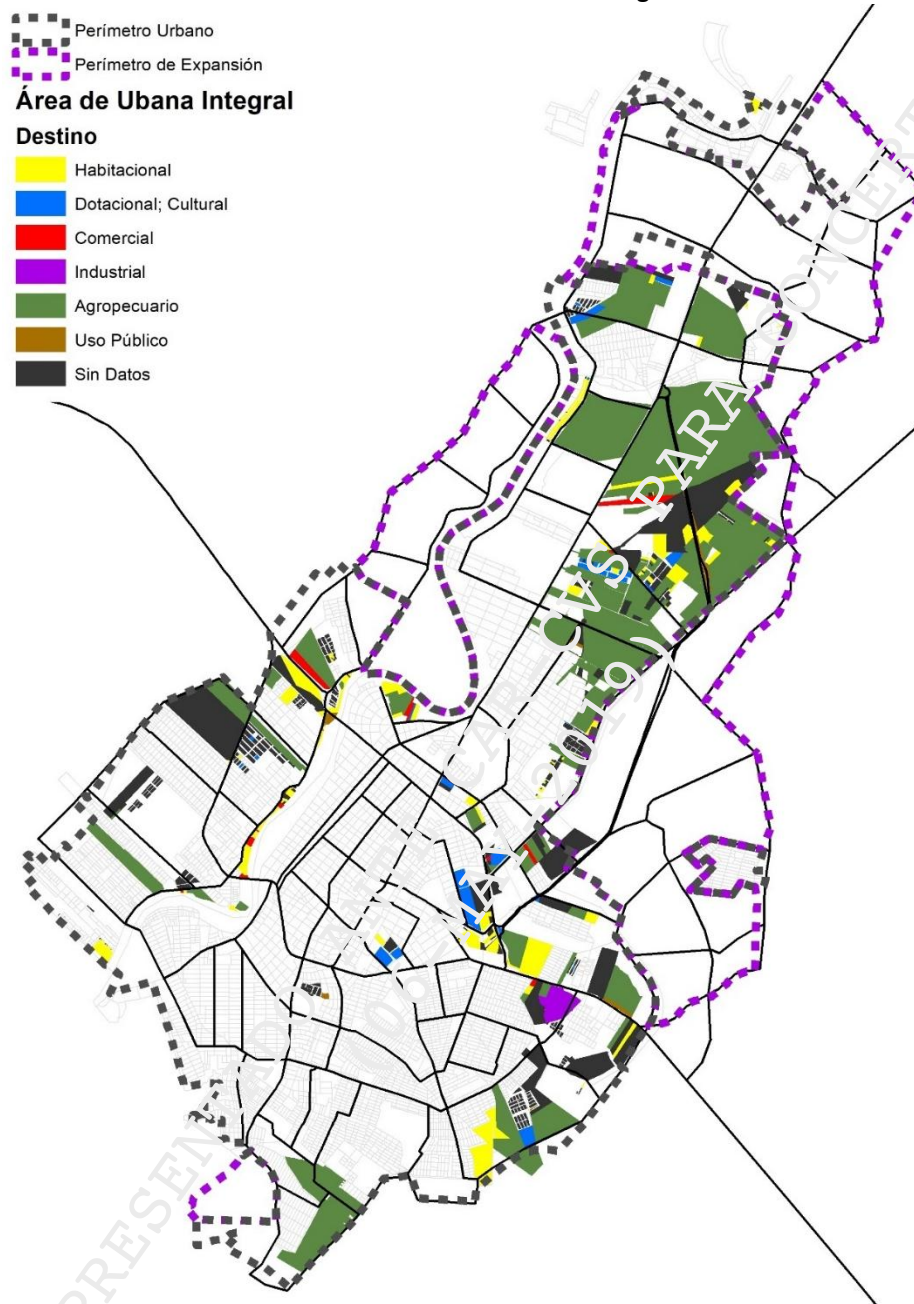 Perímetro Urbano
Perímetro de Expansión
Área de Ubana Integral
Destino
Habitacional
Dotacional; Cultural
Comercial
Industrial
Agropecuario
Uso Público
Sin Datos